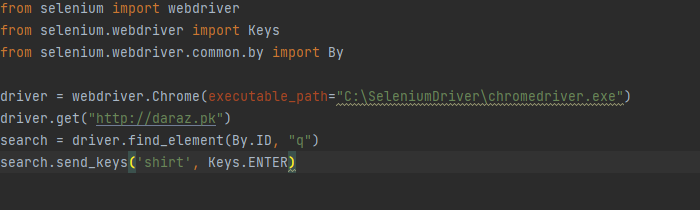 from selenium import webdriver
from selenium.webdriver import Keys
from selenium.webdriver.common.by import By
driver = webdriver.Chrome(executable_path="C:\SeleniumDriver\chromedriver.exe")
driver.get("http://daraz.pk")
search = driver.find_element(By.ID, "q")
search.send_keys('shirt', Keys.ENTER)